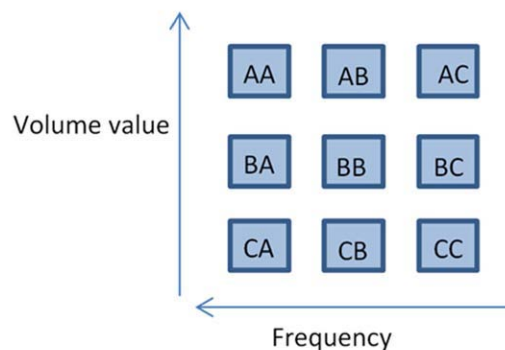 AA AB AC
Volume value
BA BB BC
CA CB CC
Frequency